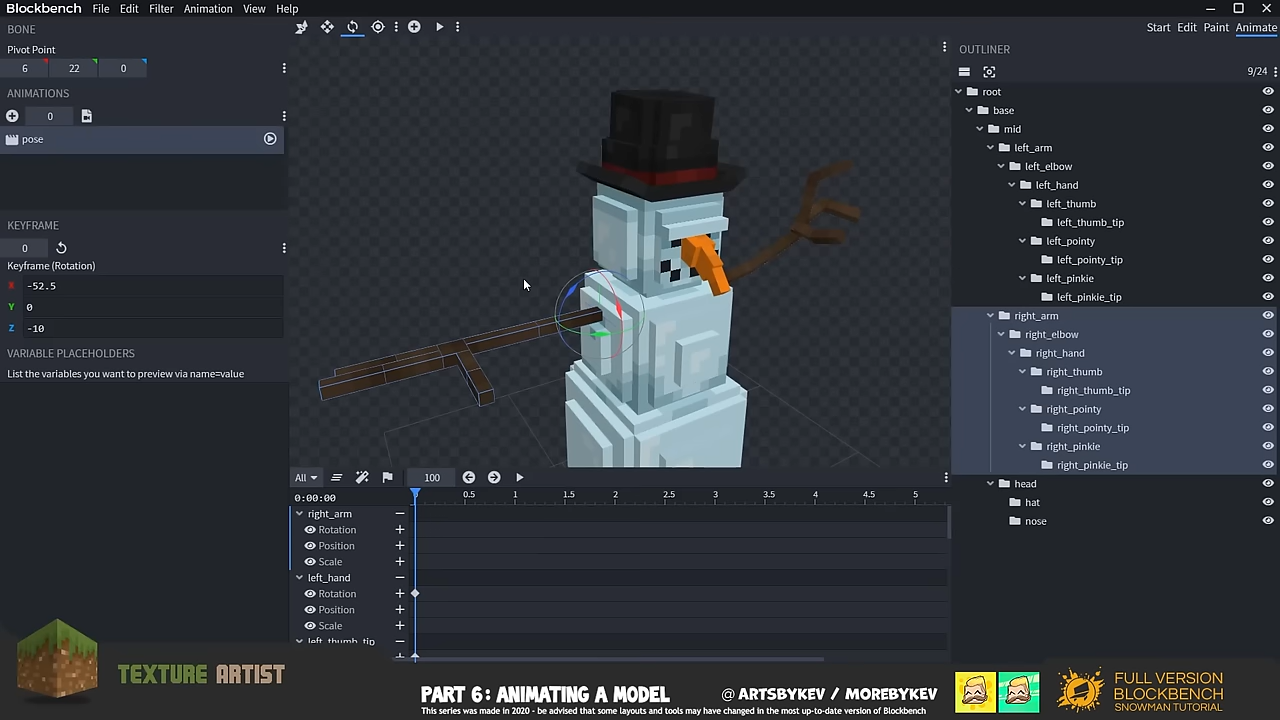 Blockbench File Edit Filter Animation View Help
Start Edit Paint Animate
BONE
Pivot Point
6 22 0
ANIMATIONS
0
pose
KEYFRAME
0
Keyframe (Rotation)
X -52.5
Y 0
Z -10
VARIABLE PLACEHOLDERS
List the variables you want to preview via name=value
OUTLINER
9/24
root
base
mid
left_arm
left_elbow
left_hand
left_thumb
left_thumb_tip
left_pointy
left_pointy_tip
left_pinkie
left_pinkie_tip
right_arm
right_elbow
right_hand
right_thumb
right_thumb_tip
right_pointy
right_pointy_tip
right_pinkie
right_pinkie_tip
head
hat
nose
All 100
0:00:00 0.5 1 1.5 2 2.5 3 3.5 4 4.5 5
right_arm
Rotation
Position
Scale
left_hand
Rotation
Position
Scale
left_thumb_tip
TEXTURE ARTIST
PART 6: ANIMATING A MODEL @ARTSBYKEV / MOREBYKEV
This series was made in 2020 - be advised that some layouts and tools may have changed in the most up-to-date version of Blockbench
FULL VERSION
BLOCKBENCH
SNOWMAN TUTORIAL